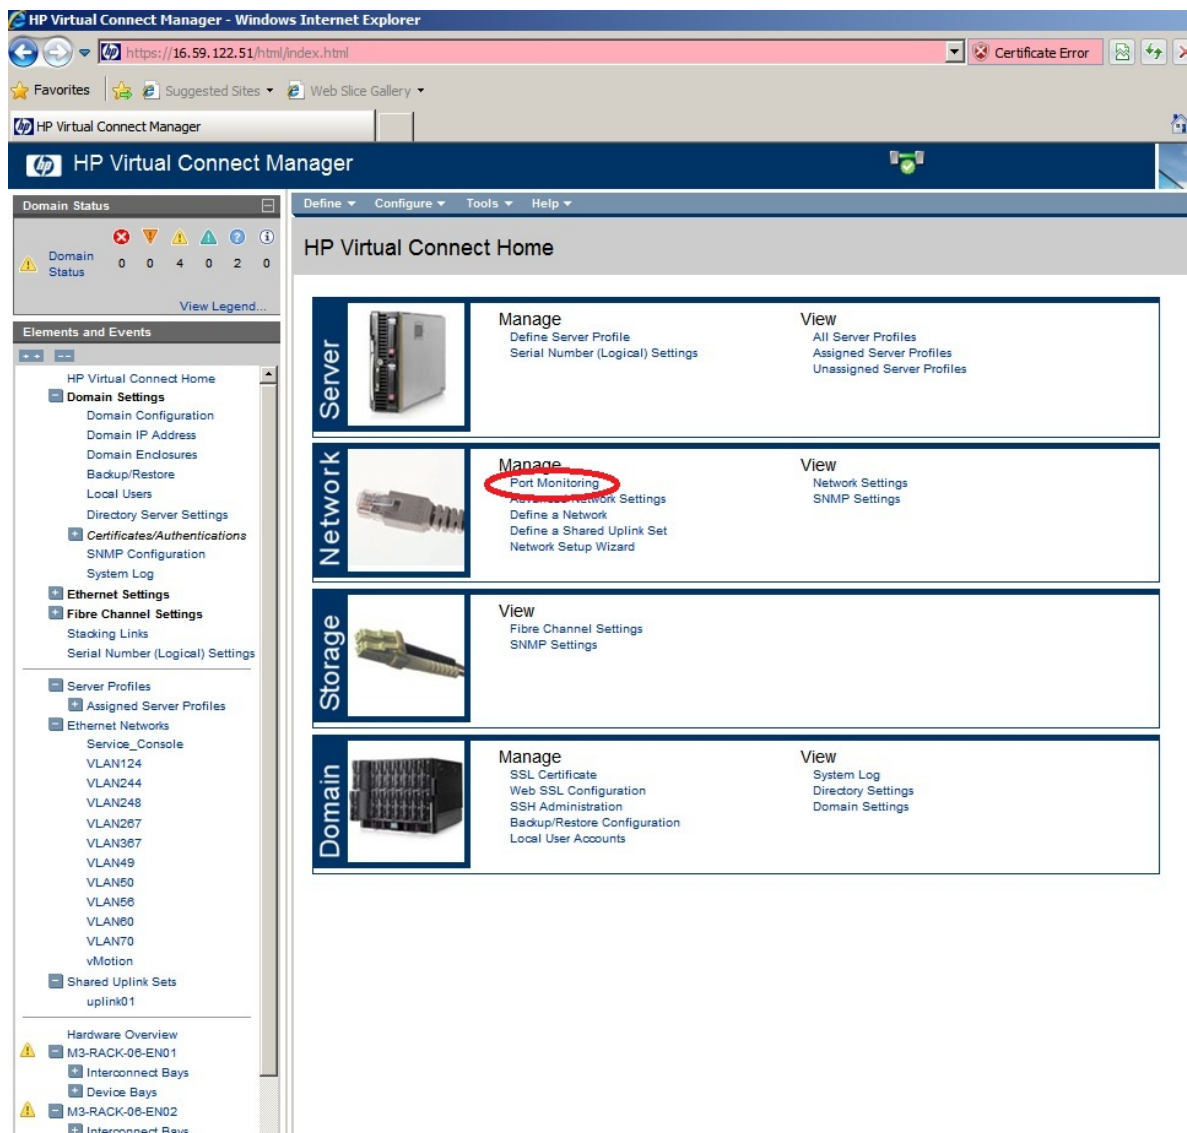 HP Virtual Connect Manager - Windows Internet Explorer
https://16.59.122.51/html/index.html
Certificate Error
Favorites
Suggested Sites
Web Slice Gallery
HP Virtual Connect Manager
hp HP Virtual Connect Manager
Domain Status
Define Configure Tools Help
Domain Status 0 0 4 0 2 0
View Legend...
HP Virtual Connect Home
Elements and Events
HP Virtual Connect Home
Domain Settings
Domain Configuration
Domain IP Address
Domain Enclosures
Backup/Restore
Local Users
Directory Server Settings
Certificates/Authentications
SNMP Configuration
System Log
Ethernet Settings
Fibre Channel Settings
Stacking Links
Serial Number (Logical) Settings
Server Profiles
Assigned Server Profiles
Ethernet Networks
Service_Console
VLAN124
VLAN244
VLAN248
VLAN267
VLAN367
VLAN49
VLAN50
VLAN56
VLAN60
VLAN70
vMotion
Shared Uplink Sets
uplink01
Hardware Overview
M3-RACK-06-EN01
Interconnect Bays
Device Bays
M3-RACK-06-EN02
Interconnect Bays
Server
Manage
Define Server Profile
Serial Number (Logical) Settings
View
All Server Profiles
Assigned Server Profiles
Unassigned Server Profiles
Network
Manage
Port Monitoring
Advanced Network Settings
Define a Network
Define a Shared Uplink Set
Network Setup Wizard
View
Network Settings
SNMP Settings
Storage
View
Fibre Channel Settings
SNMP Settings
Domain
Manage
SSL Certificate
Web SSL Configuration
SSH Administration
Backup/Restore Configuration
Local User Accounts
View
System Log
Directory Settings
Domain Settings